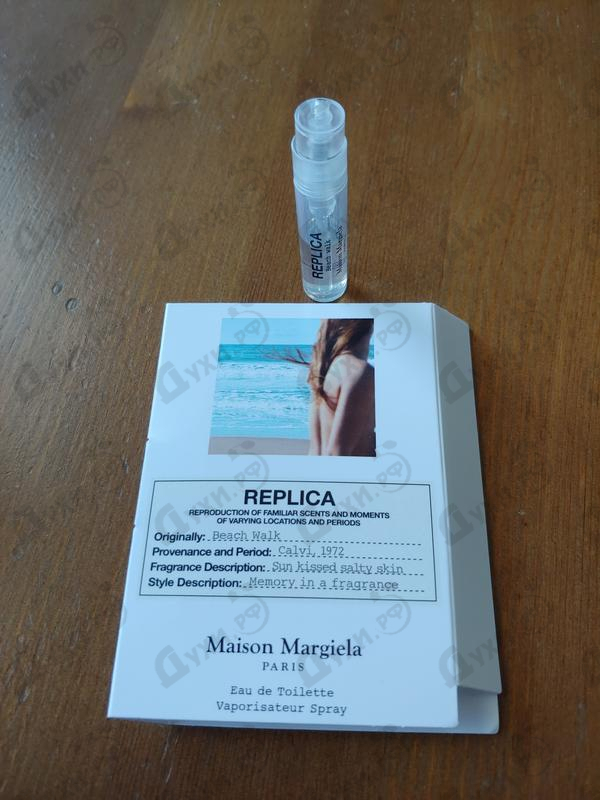 REPLICA
Beach Walk
Maison Margiela
REPLICA
REPRODUCTION OF FAMILIAR SCENTS AND MOMENTS
OF VARYING LOCATIONS AND PERIODS
Originally: Beach Walk
Provenance and Period: Calvi, 1972
Fragrance Description: Sun kissed salty skin
Style Description: Memory in a fragrance
Maison Margiela
PARIS
Eau de Toilette
Vaporisateur Spray
Духи.рф